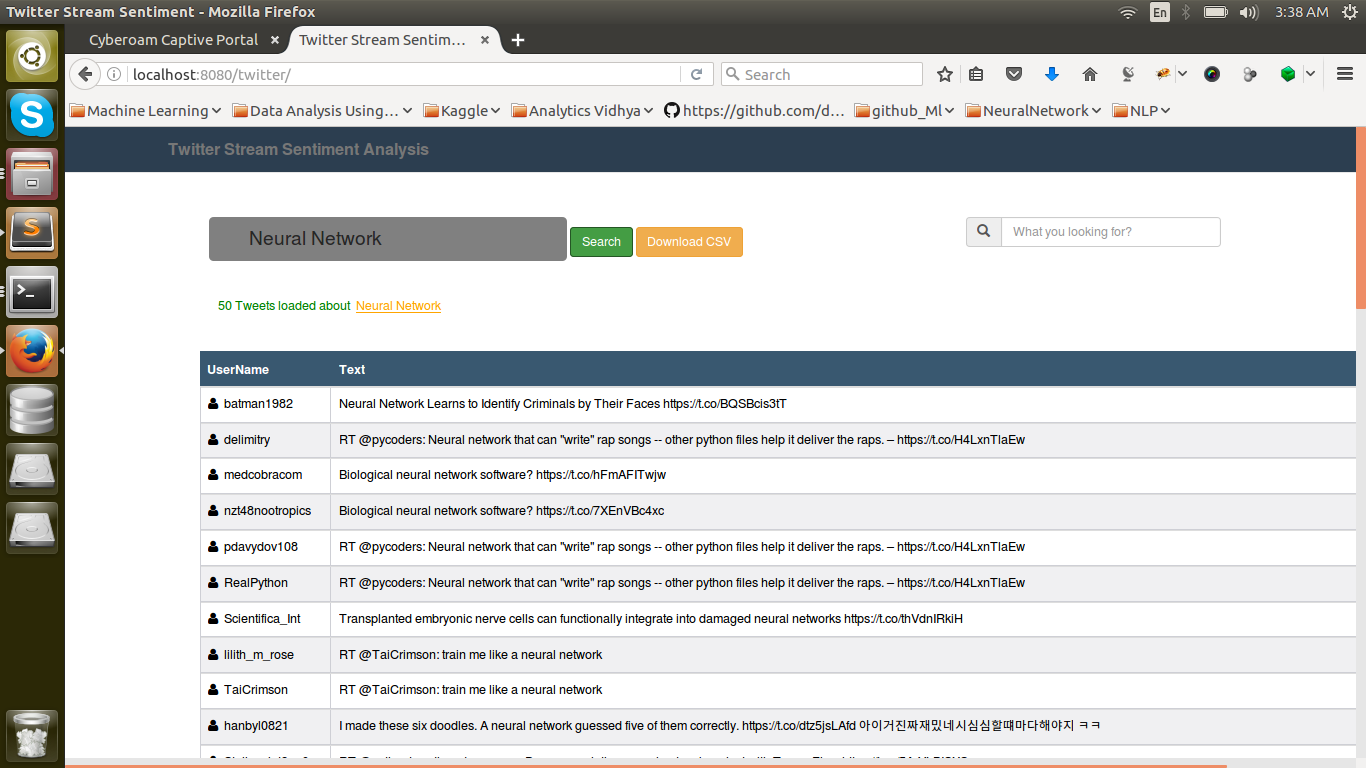 Twitter Stream Sentiment - Mozilla Firefox
En
3:38 AM
Cyberoam Captive Portal
Twitter Stream Sentim...
localhost:8080/twitter/
Search
Machine Learning
Data Analysis Using...
Kaggle
Analytics Vidhya
https://github.com/d...
github_Ml
NeuralNetwork
NLP
Twitter Stream Sentiment Analysis
Neural Network
Search
Download CSV
What you looking for?
50 Tweets loaded about Neural Network
UserName Text
batman1982 Neural Network Learns to Identify Criminals by Their Faces https://t.co/BQSBcis3tT
delimitry RT @pycoders: Neural network that can "write" rap songs -- other python files help it deliver the raps. – https://t.co/H4LxnTlaEw
medcobracom Biological neural network software? https://t.co/hFmAFITwjw
nzt48nootropics Biological neural network software? https://t.co/7XEnVBc4xc
pdavydov108 RT @pycoders: Neural network that can "write" rap songs -- other python files help it deliver the raps. – https://t.co/H4LxnTlaEw
RealPython RT @pycoders: Neural network that can "write" rap songs -- other python files help it deliver the raps. – https://t.co/H4LxnTlaEw
Scientifica_Int Transplanted embryonic nerve cells can functionally integrate into damaged neural networks https://t.co/thVdnIRkiH
lilith_m_rose RT @TaiCrimson: train me like a neural network
TaiCrimson RT @TaiCrimson: train me like a neural network
hanbyl0821 I made these six doodles. A neural network guessed five of them correctly. https://t.co/dtz5jsLAfd 아이거진짜재밌네시심심할떄마다해야지 ㅋㅋ